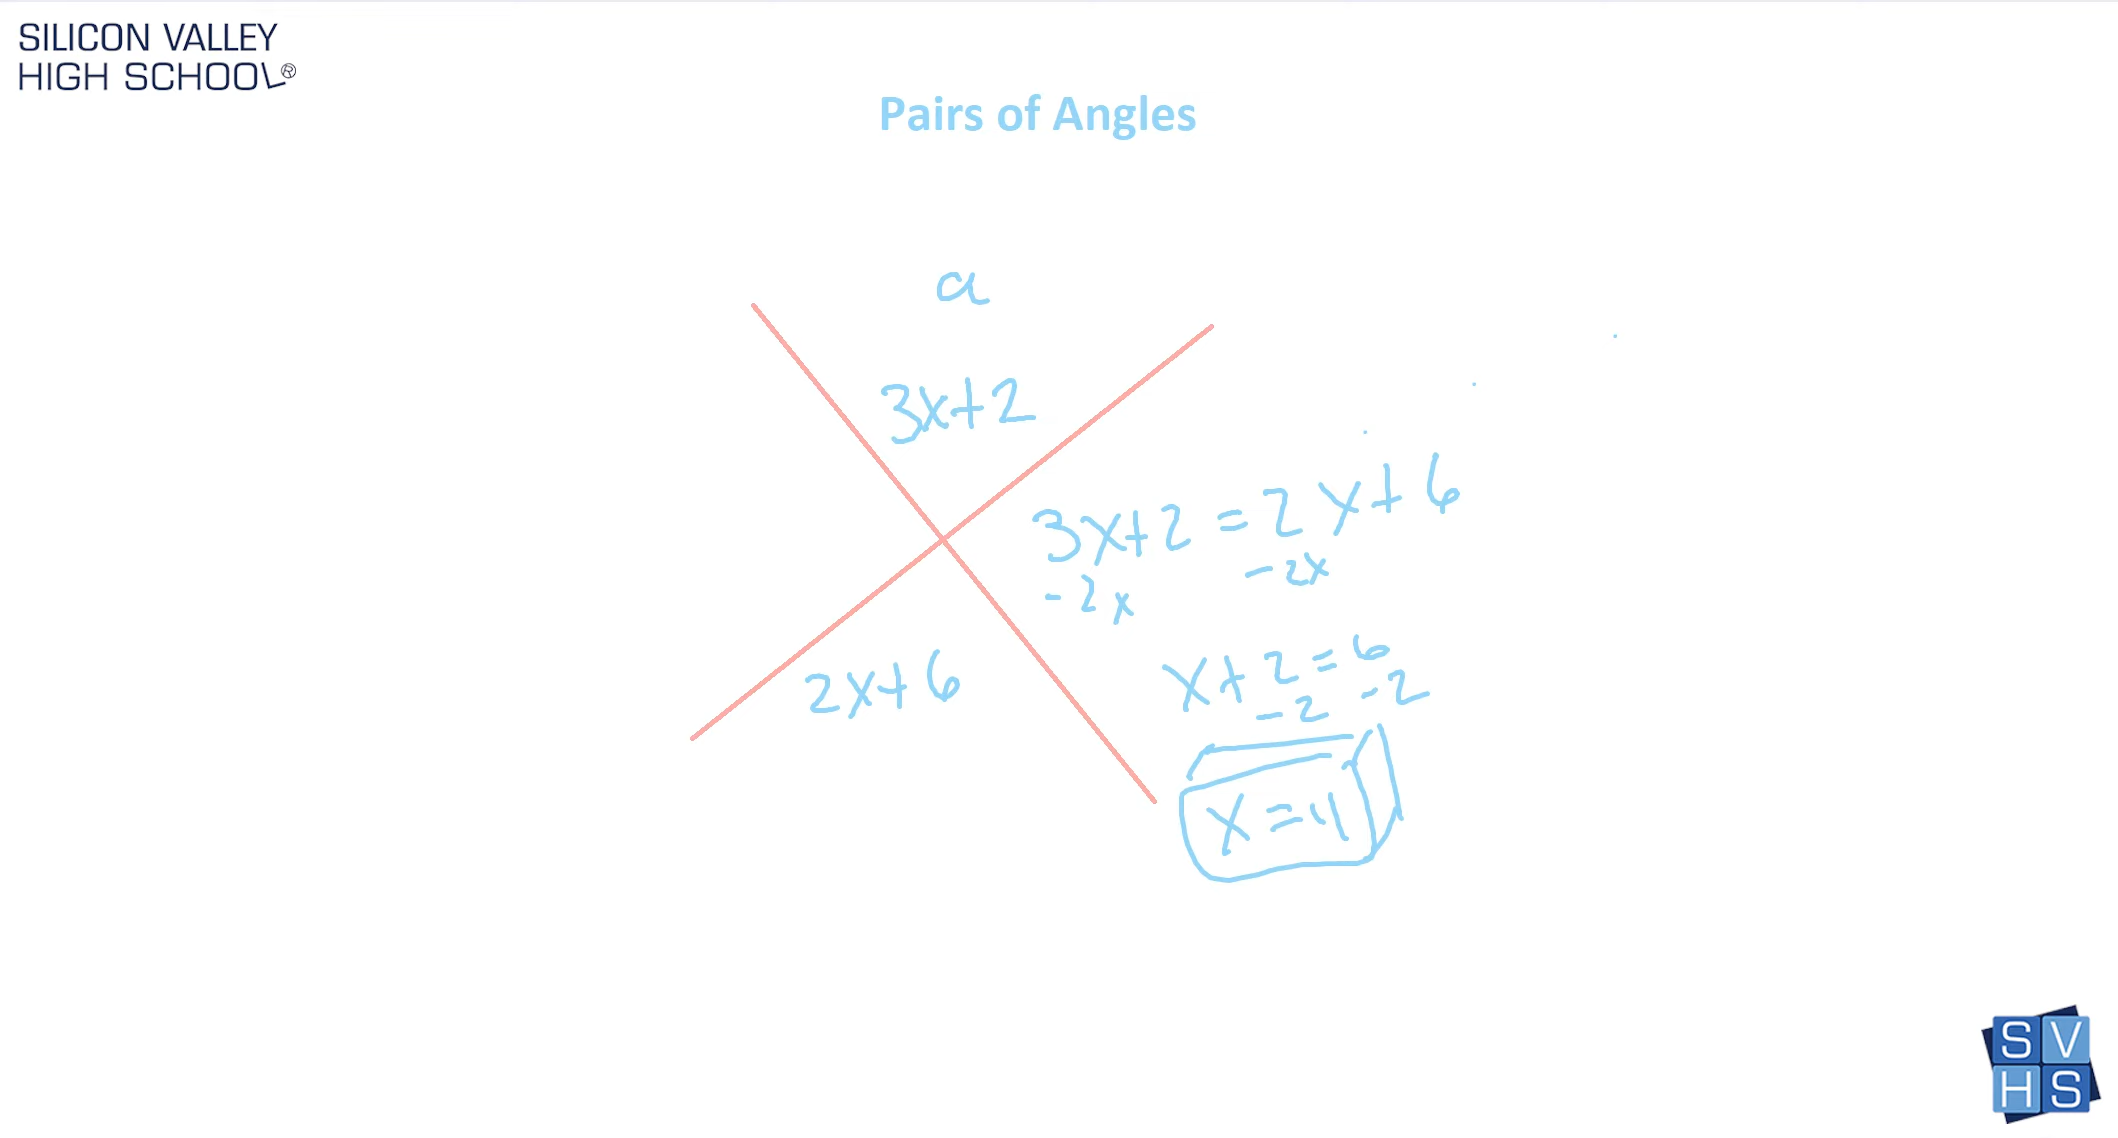 SILICON VALLEY
HIGH SCHOOL®
Pairs of Angles
a
3x+2
3x+2 = 2x+6
-2x -2x
2x+6
x+2=6
-2 -2
x=4
S V
H S